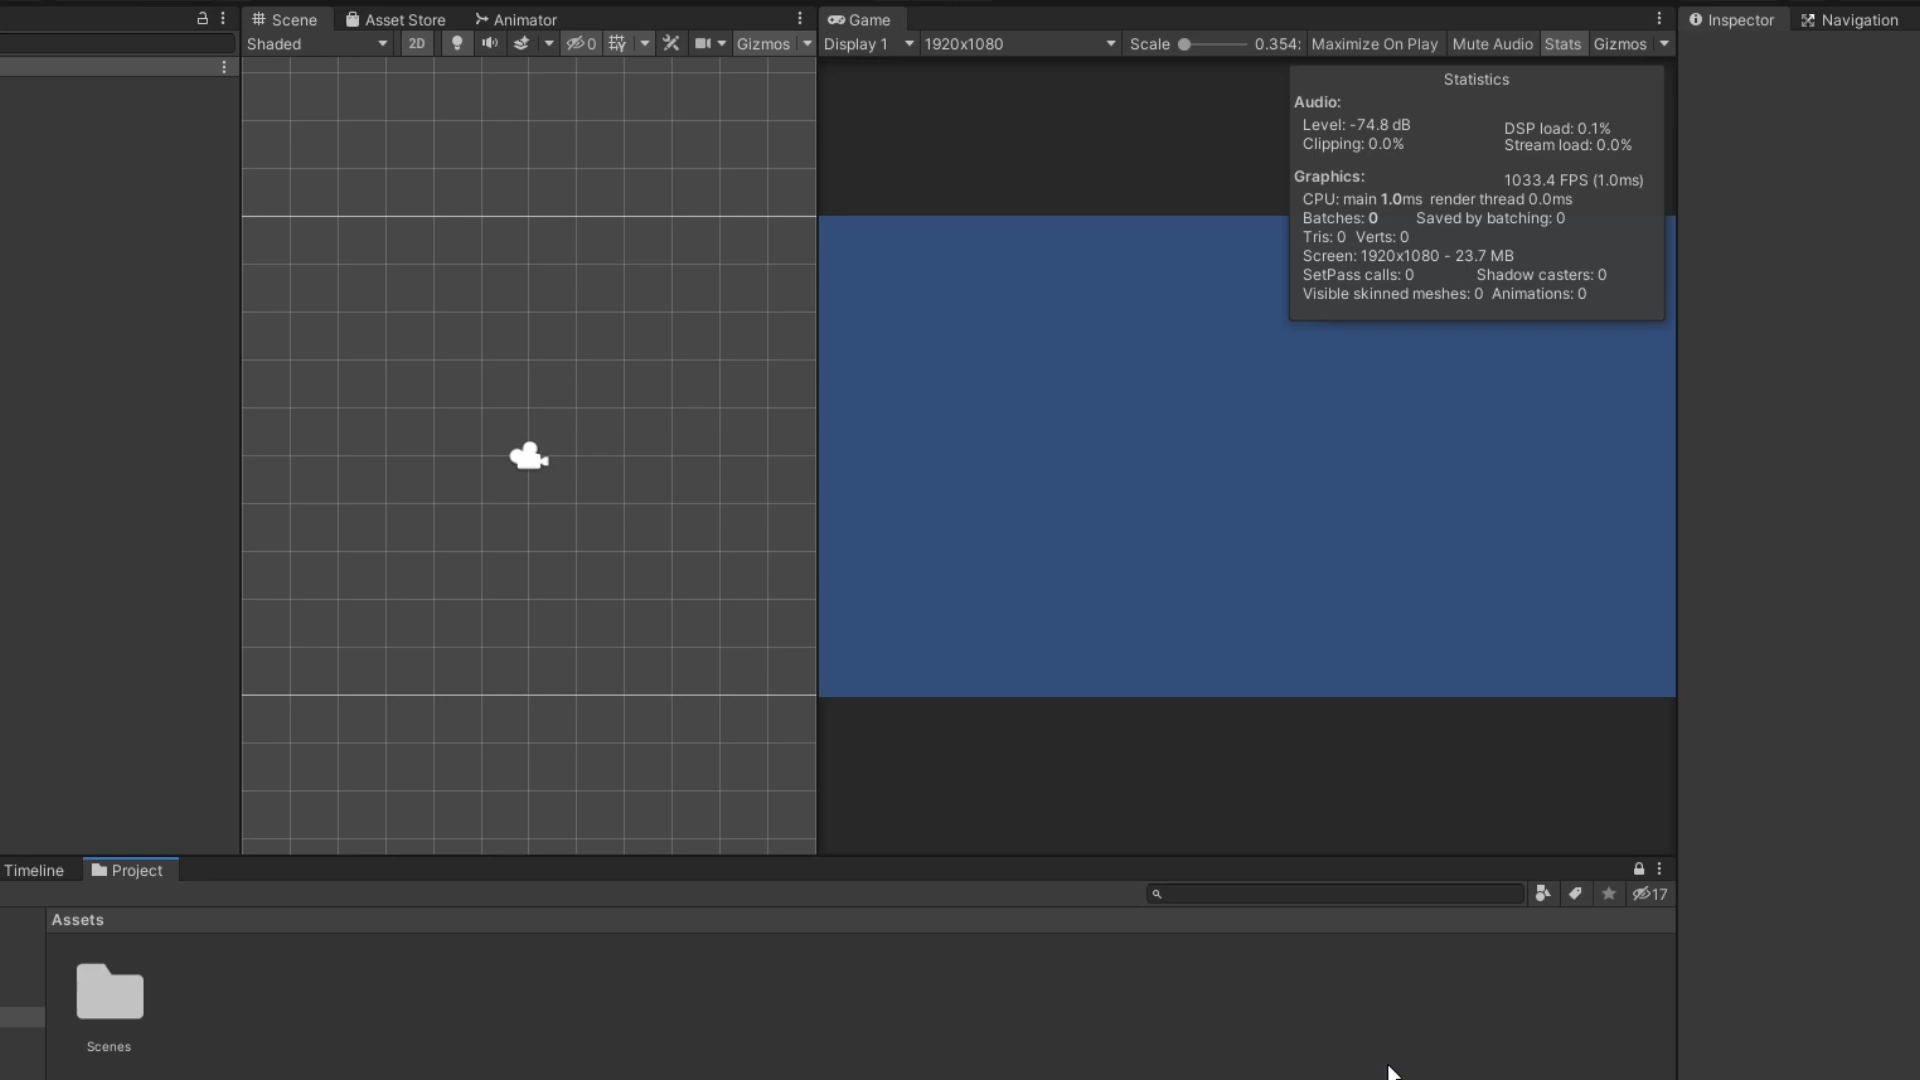 Scene
Asset Store
Animator
Game
Inspector
Navigation
Shaded
2D
0
Gizmos
Display 1
1920x1080
Scale
0.354:
Maximize On Play
Mute Audio
Stats
Gizmos
Statistics
Audio:
Level: -74.8 dB
DSP load: 0.1%
Clipping: 0.0%
Stream load: 0.0%
Graphics:
1033.4 FPS (1.0ms)
CPU: main 1.0ms render thread 0.0ms
Batches: 0 Saved by batching: 0
Tris: 0 Verts: 0
Screen: 1920x1080 - 23.7 MB
SetPass calls: 0 Shadow casters: 0
Visible skinned meshes: 0 Animations: 0
Timeline
Project
17
Assets
Scenes